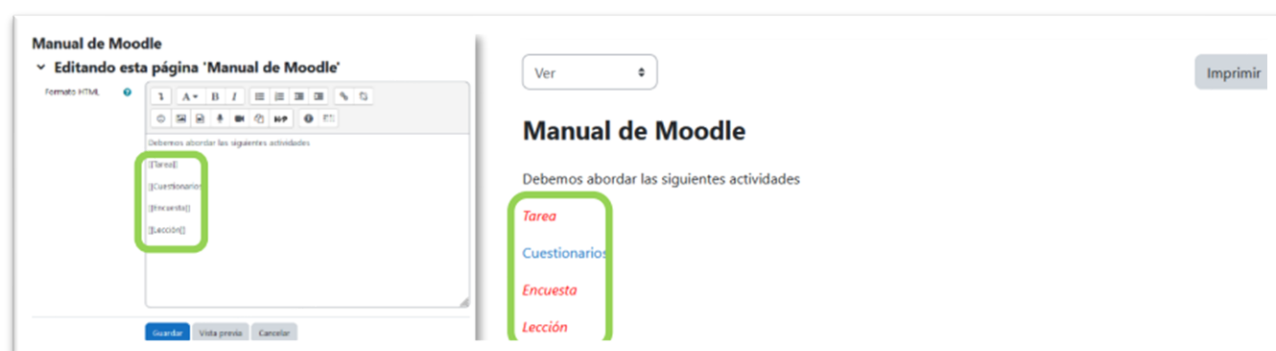 Manual de Moodle
Editando esta página 'Manual de Moodle'
Formato HTML
Debemos abordar las siguientes actividades
[[Tarea]]
[[Cuestionarios
[[Encuesta]]
[[Lección]]
Guardar Vista previa Cancelar
Ver
Imprimir
Manual de Moodle
Debemos abordar las siguientes actividades
Tarea
Cuestionarios
Encuesta
Lección